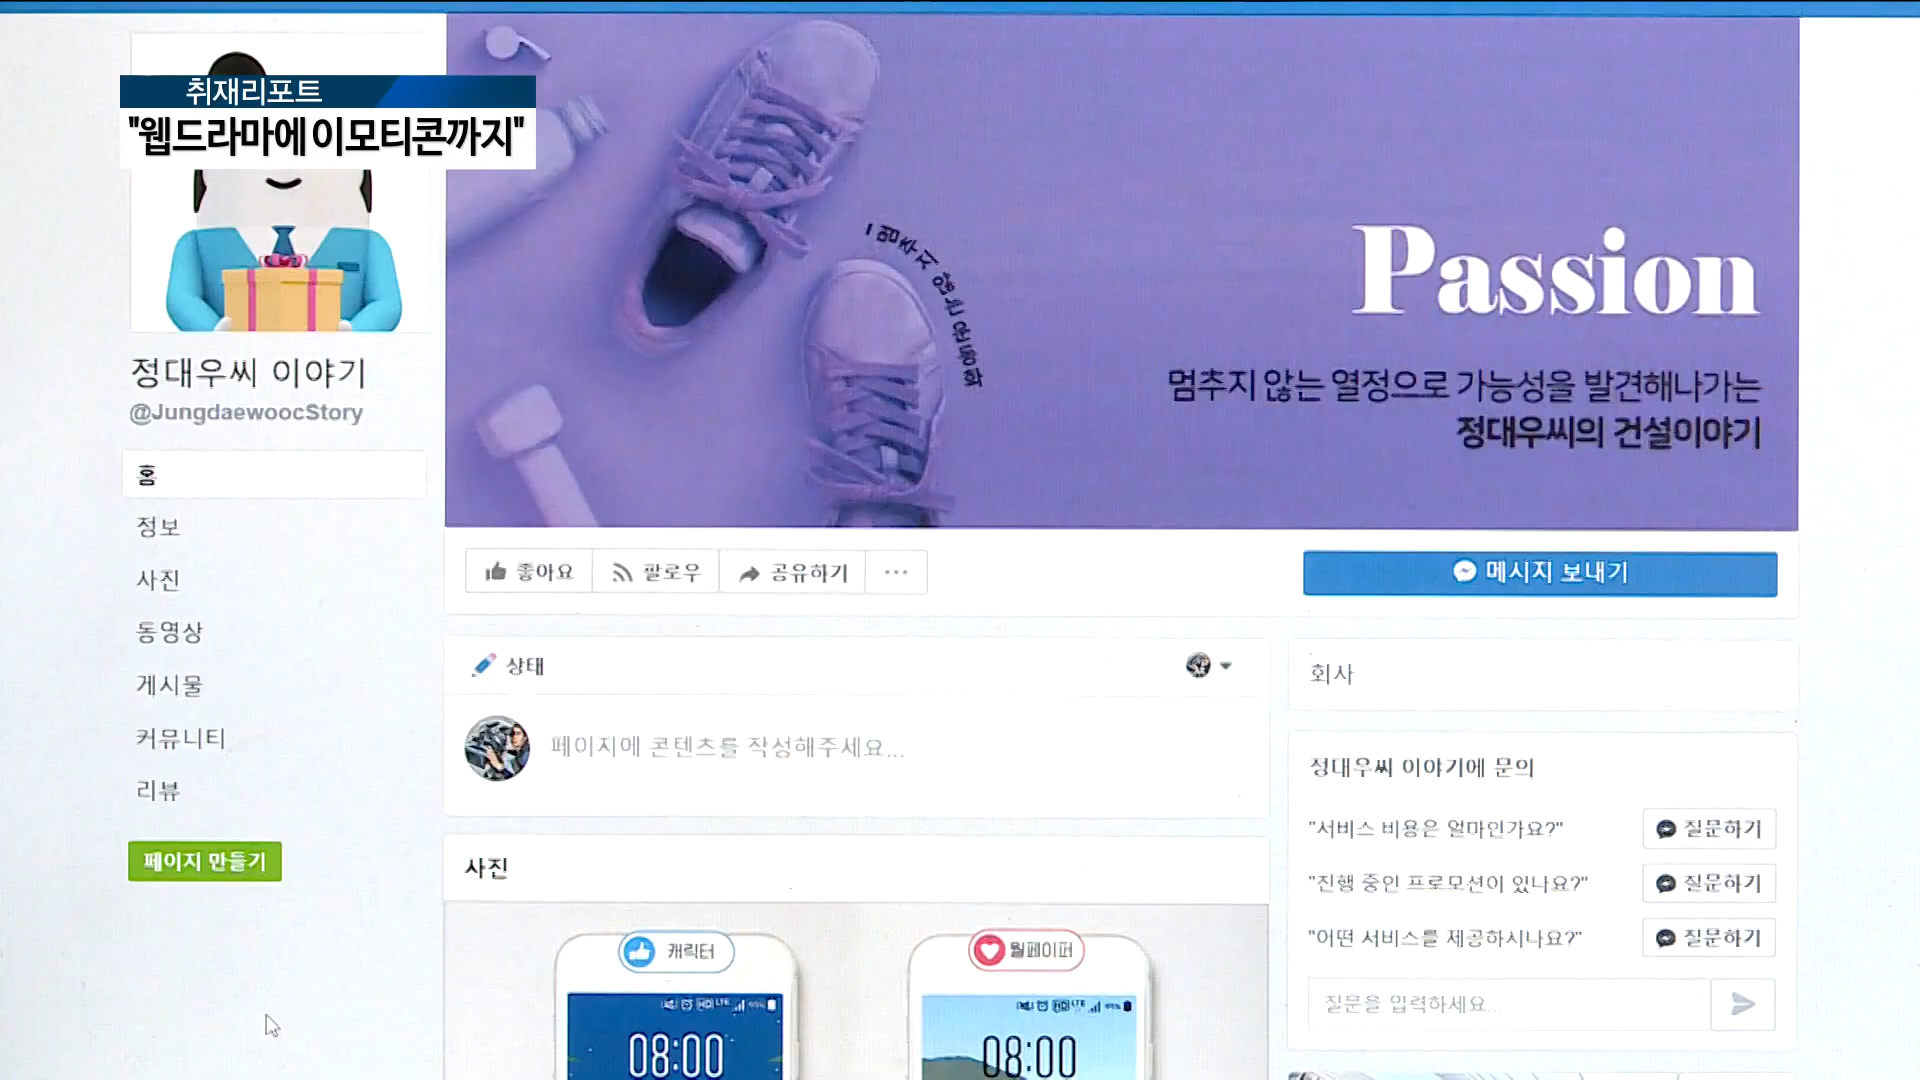 취재리포트
"웹드라마에 이모티콘까지"
정대우씨 이야기
@JungdaewoocStory
홈
정보
사진
동영상
게시물
커뮤니티
리뷰
페이지 만들기
Passion
멈추지 않는 열정으로 가능성을 발견해나가는
정대우씨의 건설이야기
좋아요
팔로우
공유하기
메시지 보내기
상태
페이지에 콘텐츠를 작성해주세요...
사진
캐릭터
08:00
월페이퍼
08:00
회사
정대우씨 이야기에 문의
"서비스 비용은 얼마인가요?" 질문하기
"진행 중인 프로모션이 있나요?" 질문하기
"어떤 서비스를 제공하시나요?" 질문하기
질문을 입력하세요...